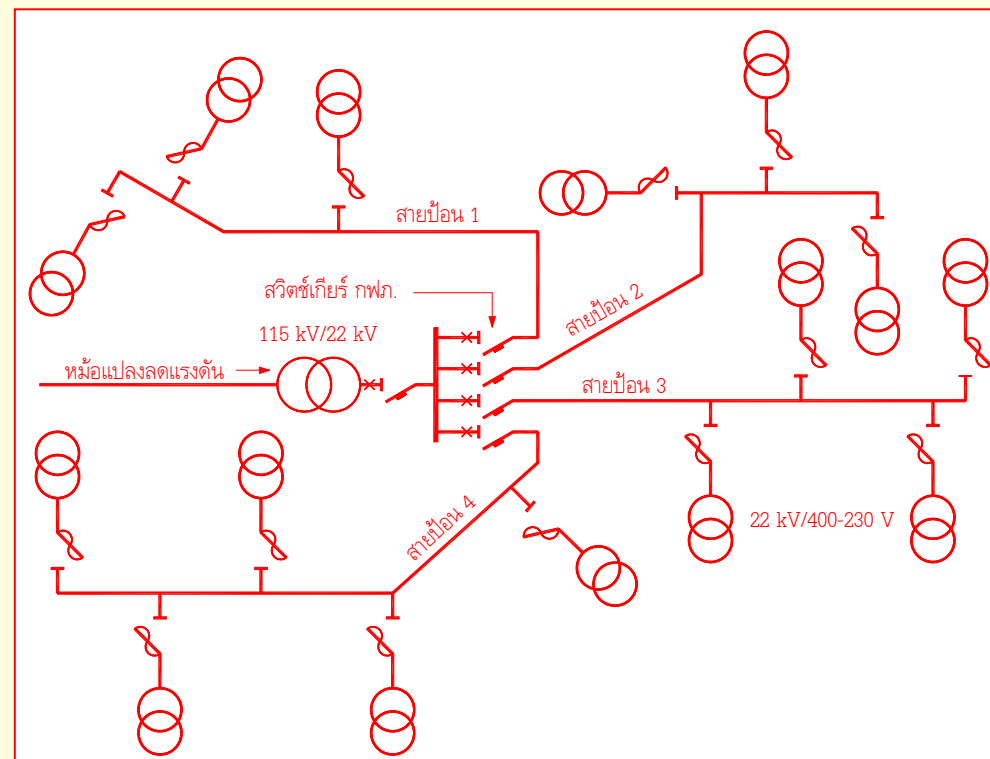 สายป้อน 1
สวิตช์เกียร์ กฟภ.
สายป้อน 2
115 kV/22 kV
หม้อแปลงลดแรงดัน
สายป้อน 3
สายป้อน 4
22 kV/400-230 V